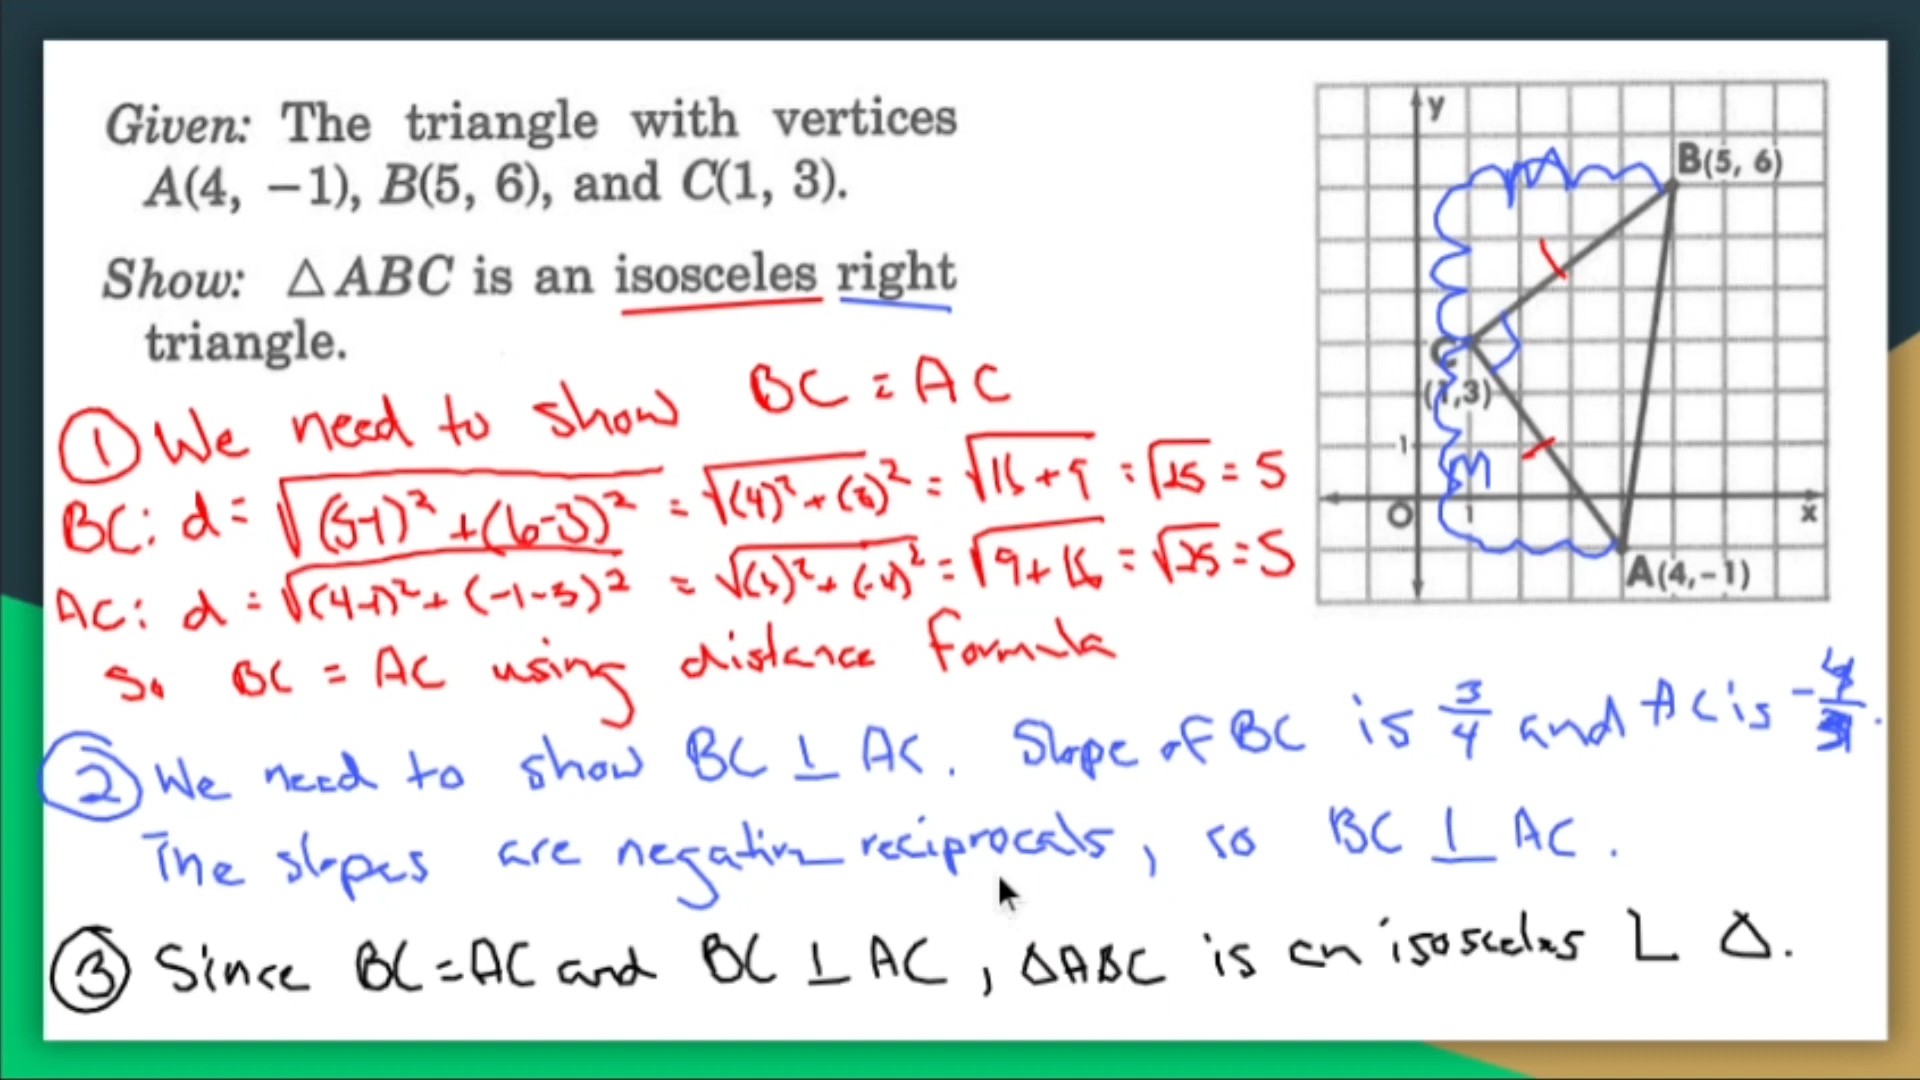 Given: The triangle with vertices
A(4, −1), B(5, 6), and C(1, 3).
Show: △ABC is an isosceles right
triangle.
y
B(5, 6)
C
(1,3)
1
O
1
x
A(4,-1)
3
4
① We need to show BC = AC
BC: d = √(5-1)² + (6-3)² = √(4)² + (3)² = √16 + 9 = √25 = 5
AC: d = √(4-1)² + (-1-3)² = √(3)² + (-4)² = √9 + 16 = √25 = 5
So BC = AC using distance formula
② We need to show BC ⊥ AC. Slope of BC is 3/4 and AC is -4/3.
The slopes are negative reciprocals, so BC ⊥ AC.
③ Since BC = AC and BC ⊥ AC, △ABC is an isosceles L △.